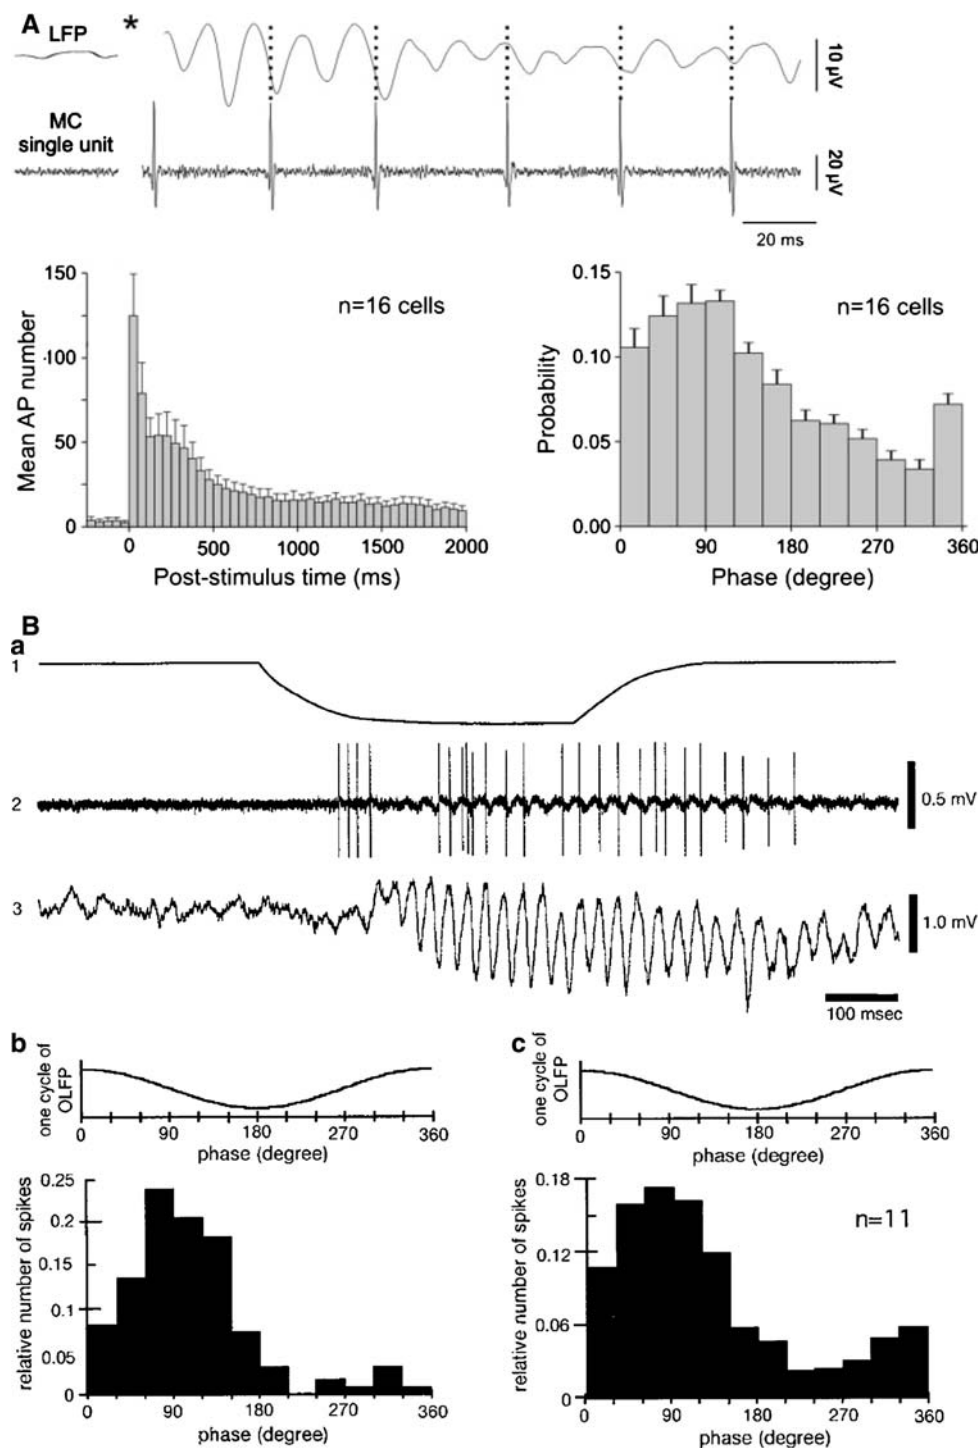 A
LFP
*
10 µV
MC
single unit
20 µV
20 ms
Mean AP number
150
100
50
0
n=16 cells
0 500 1000 1500 2000
Post-stimulus time (ms)
Probability
0.15
0.10
0.05
0.00
n=16 cells
0 90 180 270 360
Phase (degree)
B
a
1
2
0.5 mV
3
1.0 mV
100 msec
b
one cycle of
OLFP
0 90 180 270 360
phase (degree)
relative number of spikes
0.25
0.2
0.15
0.1
0.05
0
0 90 180 270 360
phase (degree)
c
one cycle of
OLFP
0 90 180 270 360
phase (degree)
relative number of spikes
0.18
0.12
0.06
0
n=11
0 90 180 270 360
phase (degree)